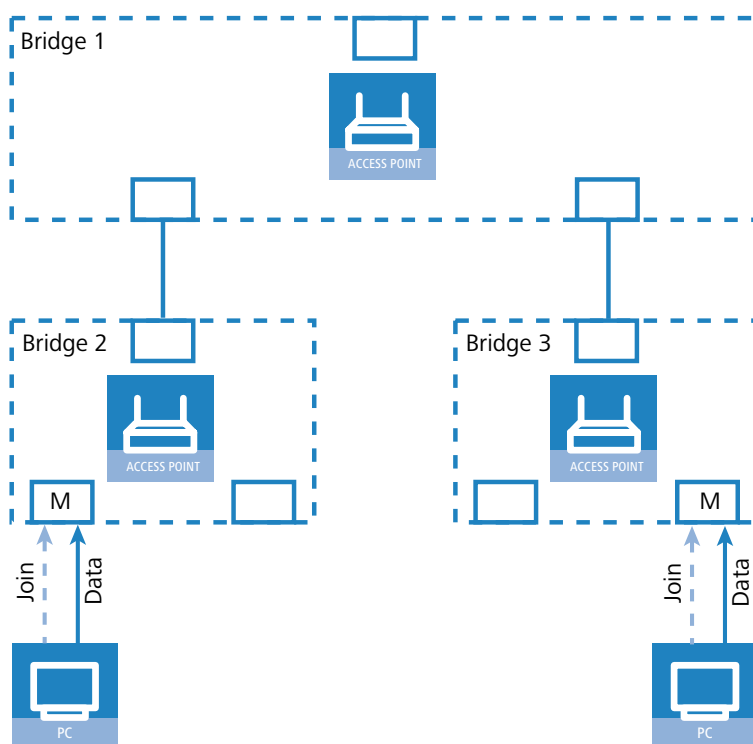 Bridge 1
ACCESS POINT
Bridge 2
Bridge 3
ACCESS POINT
ACCESS POINT
M
M
Join
Data
Join
Data
PC
PC